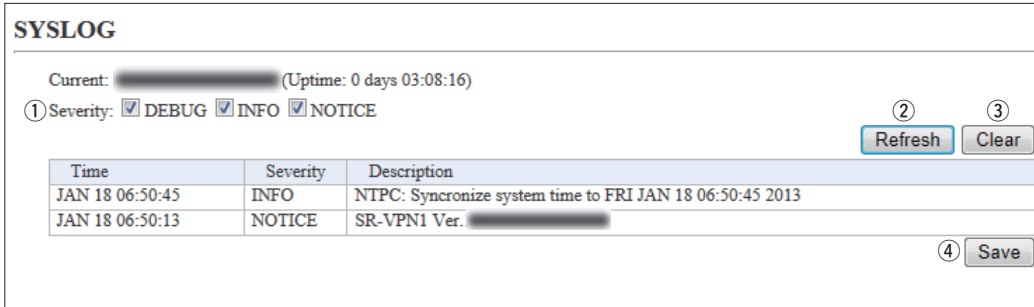 SYSLOG
Current: (Uptime: 0 days 03:08:16)
① Severity: DEBUG INFO NOTICE
② ③
Refresh Clear
Time Severity Description
JAN 18 06:50:45 INFO NTPC: Syncronize system time to FRI JAN 18 06:50:45 2013
JAN 18 06:50:13 NOTICE SR-VPN1 Ver.
④ Save